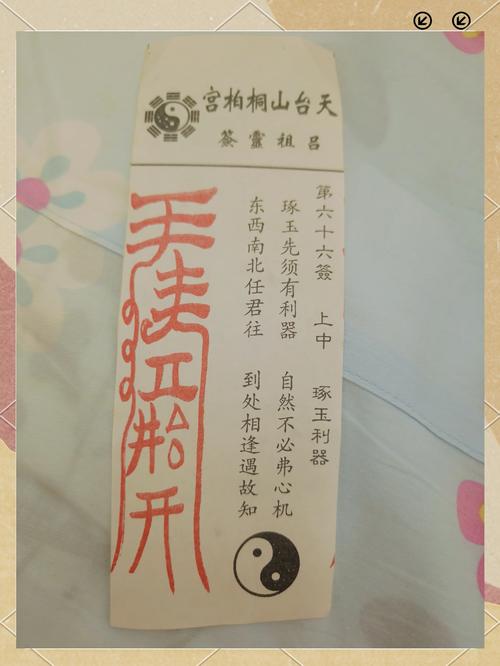 天台山桐柏宫
吕祖靈簽
第六十六簽 上中 琢玉利器
琢玉先须有利器 自然不必弗心机
东西南北任君往 到处相逢遇故知